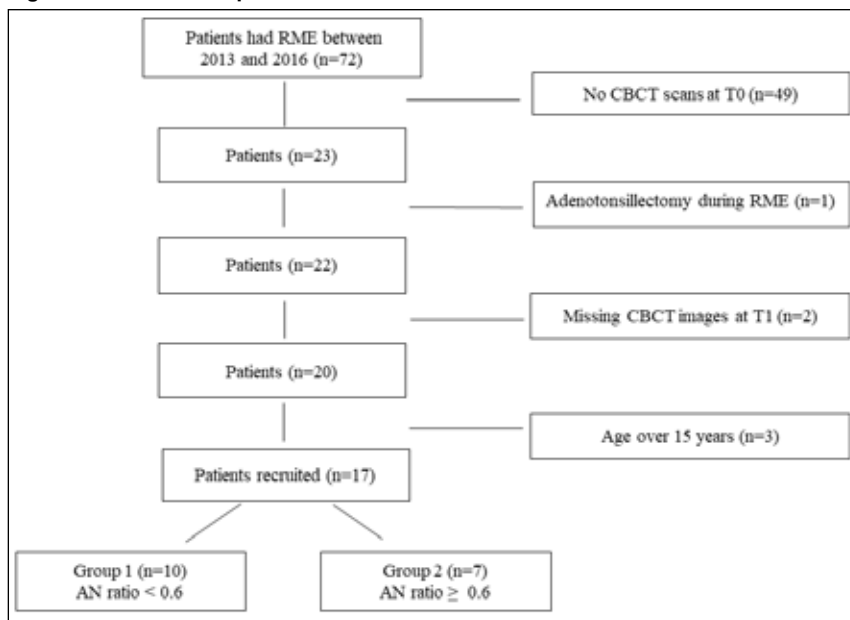 Patients had RME between
2013 and 2016 (n=72)
No CBCT scans at T0 (n=49)
Patients (n=23)
Adenotonsillectomy during RME (n=1)
Patients (n=22)
Missing CBCT images at T1 (n=2)
Patients (n=20)
Age over 15 years (n=3)
Patients recruited (n=17)
Group 1 (n=10)
AN ratio < 0.6
Group 2 (n=7)
AN ratio ≥ 0.6